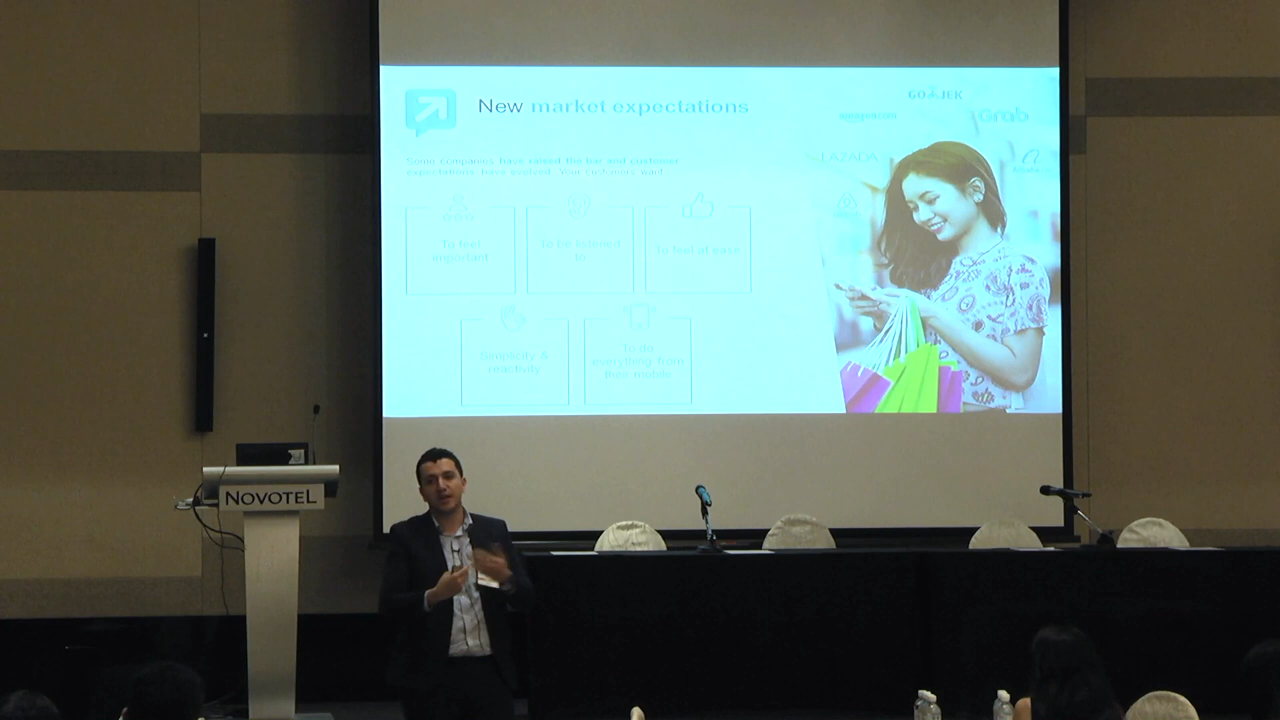 New market expectations
GO-JEK
amazon.com
Grab
LAZADA
Some companies have raised the bar and customer
expectations have evolved. Your customers want
To feel
important
To be listened
to
To feel at ease
Simplicity &
reactivity
To do
everything from
their mobile
NOVOTEL